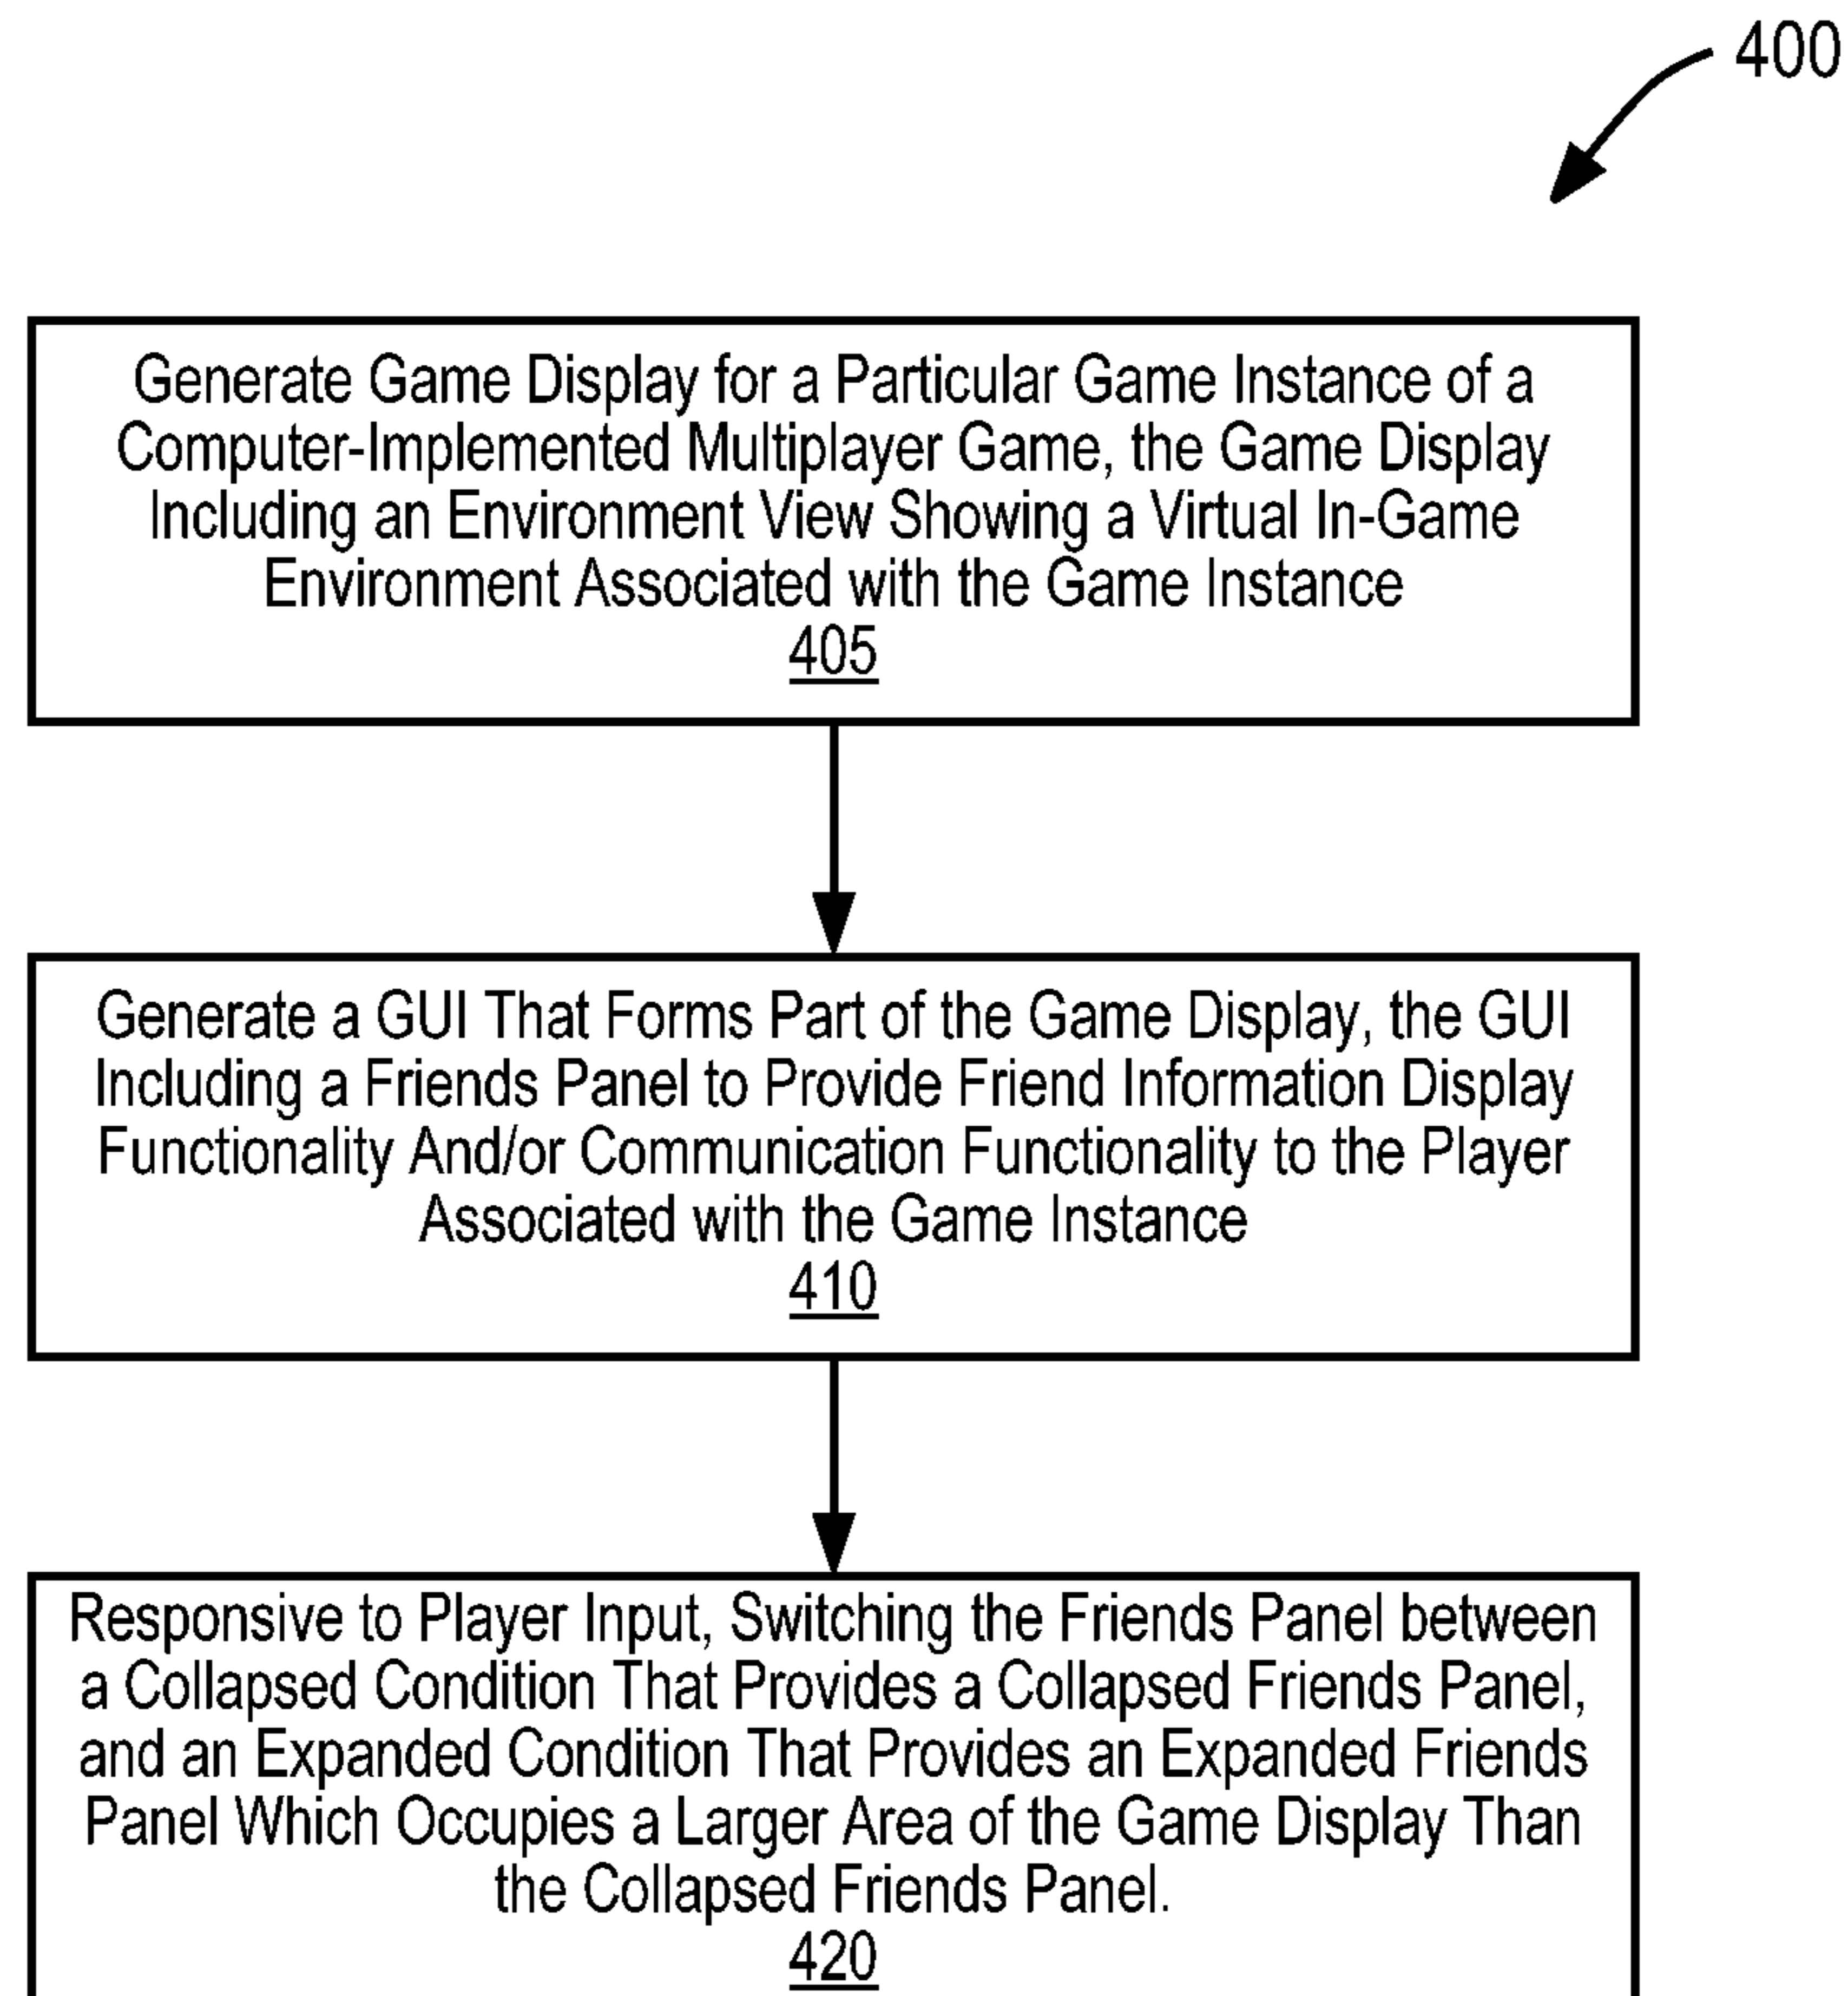 400
Generate Game Display for a Particular Game Instance of a
Computer-Implemented Multiplayer Game, the Game Display
Including an Environment View Showing a Virtual In-Game
Environment Associated with the Game Instance
405
Generate a GUI That Forms Part of the Game Display, the GUI
Including a Friends Panel to Provide Friend Information Display
Functionality And/or Communication Functionality to the Player
Associated with the Game Instance
410
Responsive to Player Input, Switching the Friends Panel between
a Collapsed Condition That Provides a Collapsed Friends Panel,
and an Expanded Condition That Provides an Expanded Friends
Panel Which Occupies a Larger Area of the Game Display Than
the Collapsed Friends Panel.
420